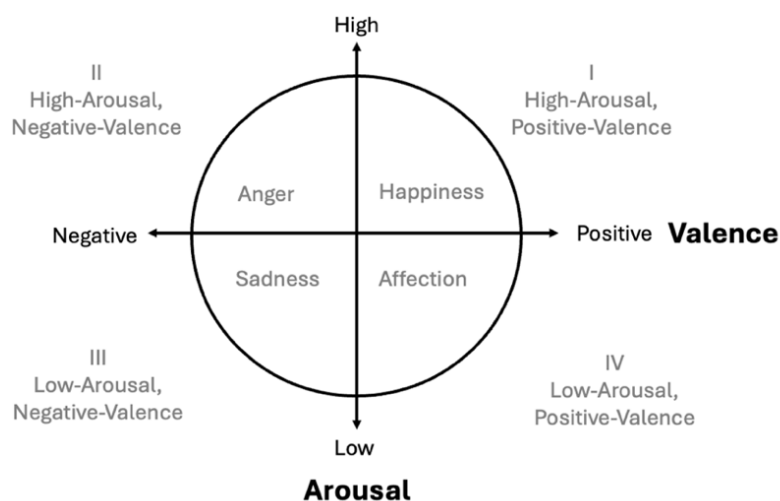 High
II
High-Arousal,
Negative-Valence
I
High-Arousal,
Positive-Valence
Anger
Happiness
Negative
Positive
Valence
Sadness
Affection
III
Low-Arousal,
Negative-Valence
IV
Low-Arousal,
Positive-Valence
Low
Arousal